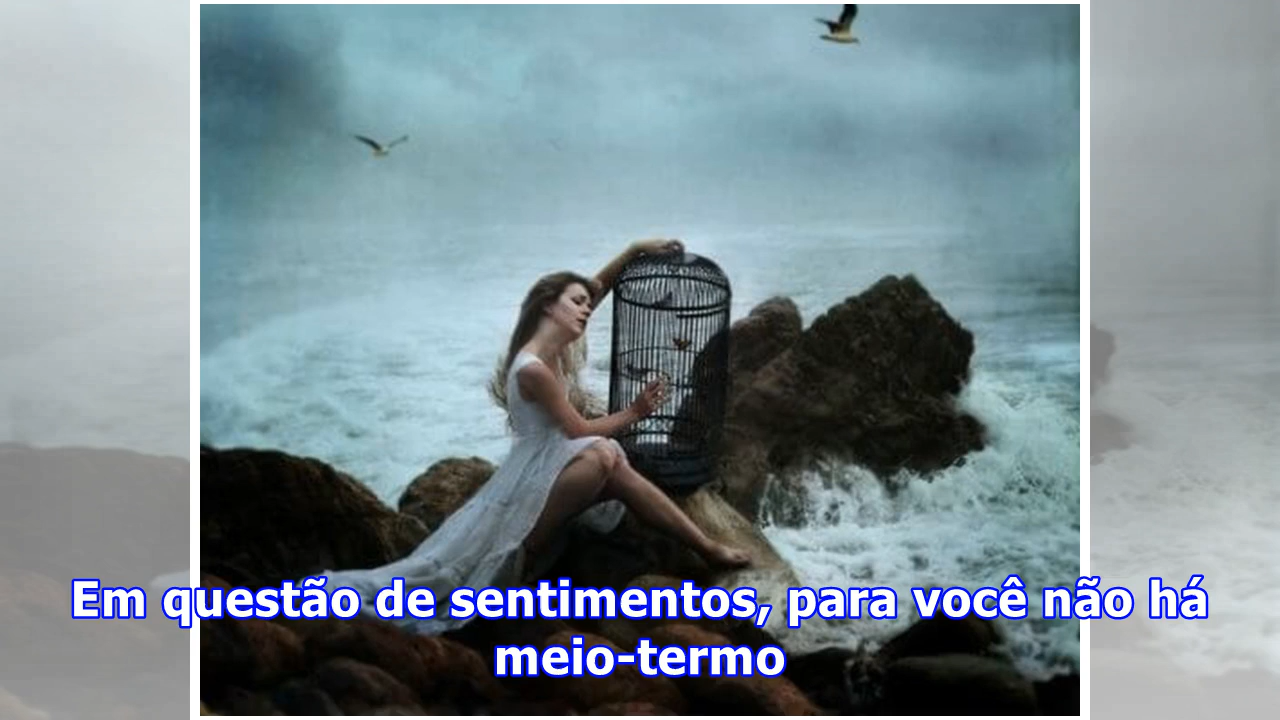 Em questão de sentimentos, para você não há
meio-termo